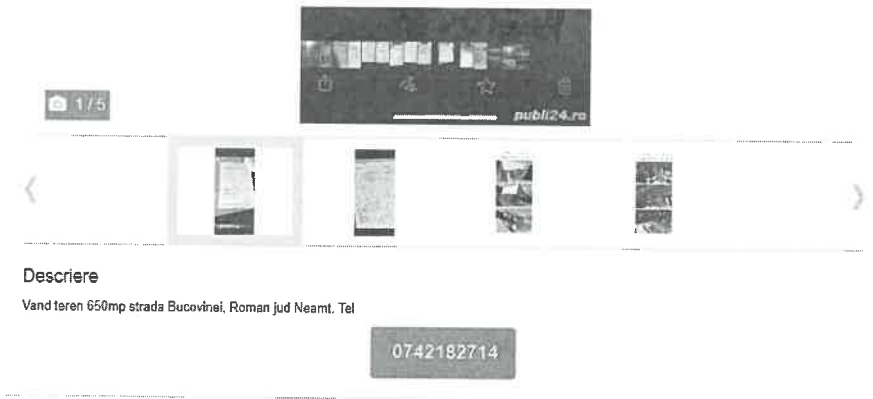 publi24.ro
1/5
Descriere
Vand teren 650mp strada Bucovinei, Roman jud Neamt. Tel
0742182714